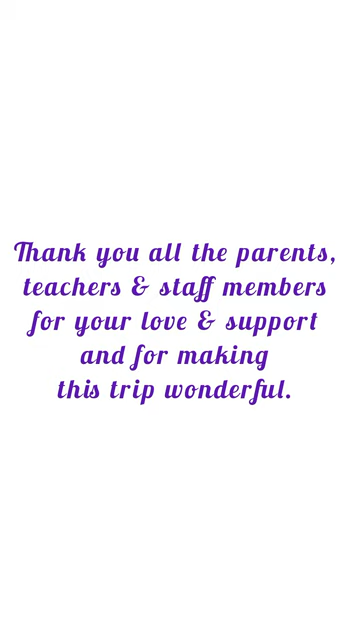 Thank you all the parents,
teachers & staff members
for your love & support
and for making
this trip wonderful.